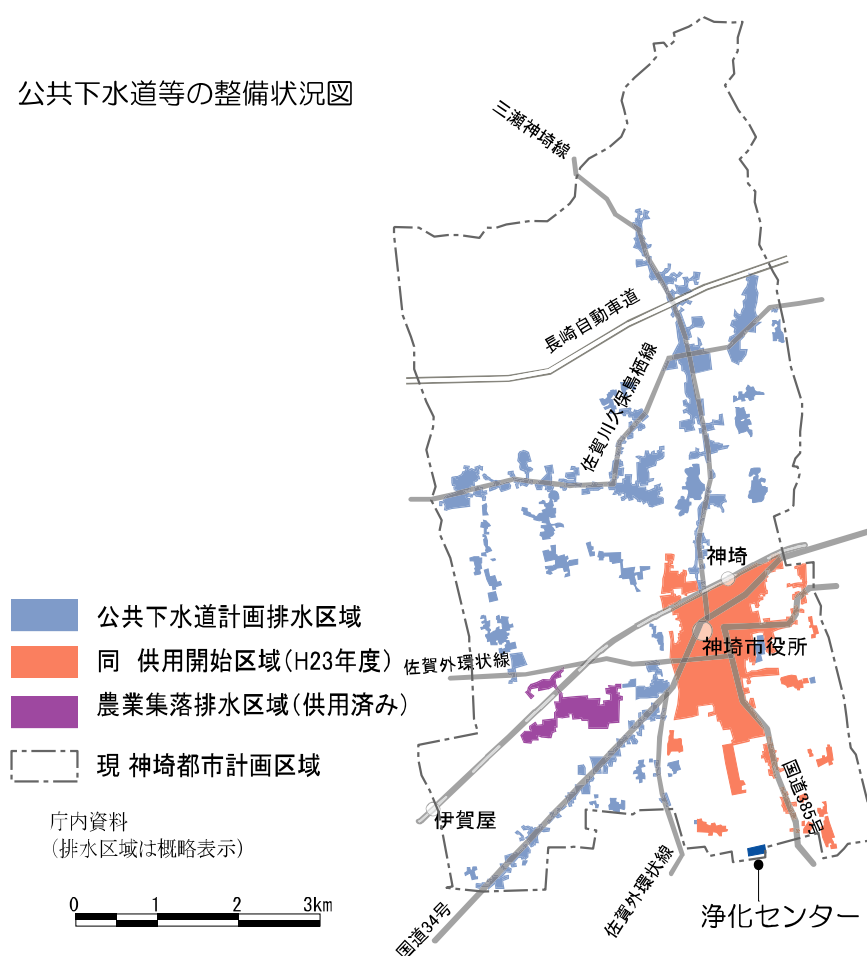 公共下水道等の整備状況図
三瀬神埼線
長崎自動車道
佐賀川久保鳥栖線
神埼
神埼市役所
佐賀外環状線
公共下水道計画排水区域
同 供用開始区域(H23年度)
農業集落排水区域(供用済み)
現 神埼都市計画区域
伊賀屋
国道385号
庁内資料
(排水区域は概略表示)
0 1 2 3km
国道34号
佐賀外環状線
浄化センター